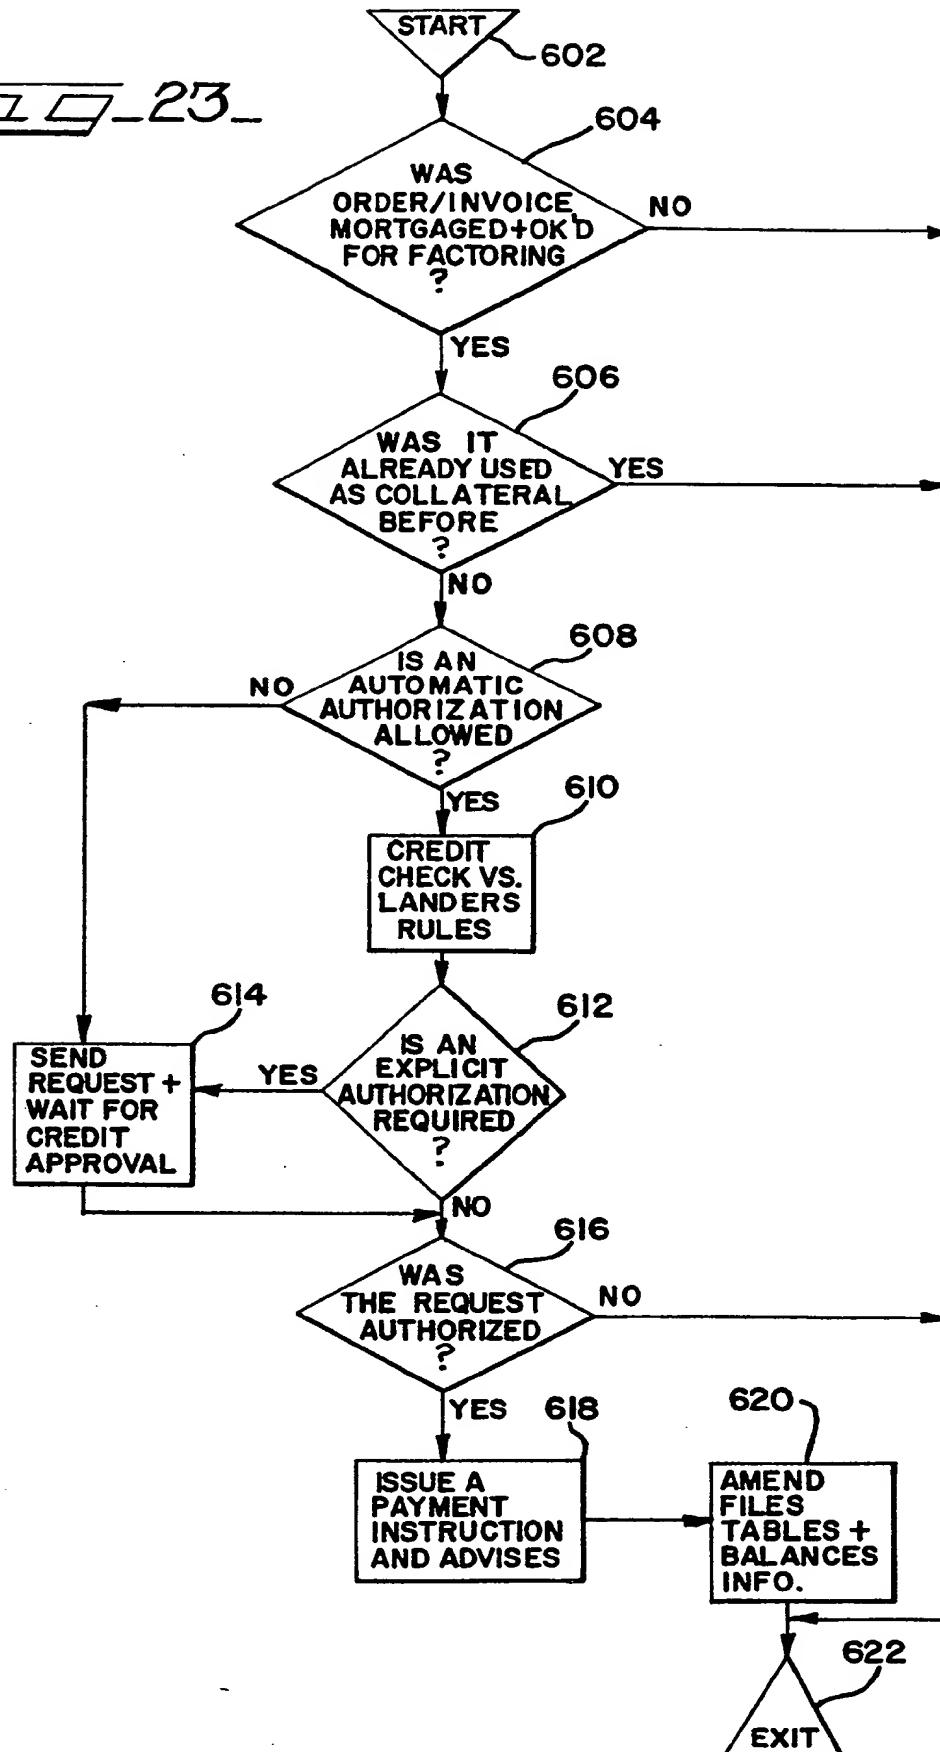 START
602
Fig_23_
604
WAS
ORDER/INVOICE
MORTGAGED+OK'D
FOR FACTORING
?
NO
YES
606
WAS IT
ALREADY USED
AS COLLATERAL
BEFORE
?
YES
NO
608
IS AN
AUTOMATIC
AUTHORIZATION
ALLOWED
?
NO
YES
610
CREDIT
CHECK VS.
LANDERS
RULES
614
612
IS AN
EXPLICIT
AUTHORIZATION
REQUIRED
?
YES
SEND
REQUEST +
WAIT FOR
CREDIT
APPROVAL
NO
616
WAS
THE REQUEST
AUTHORIZED
?
NO
YES
618
620
ISSUE A
PAYMENT
INSTRUCTION
AND ADVISES
AMEND
FILES
TABLES +
BALANCES
INFO.
622
EXIT